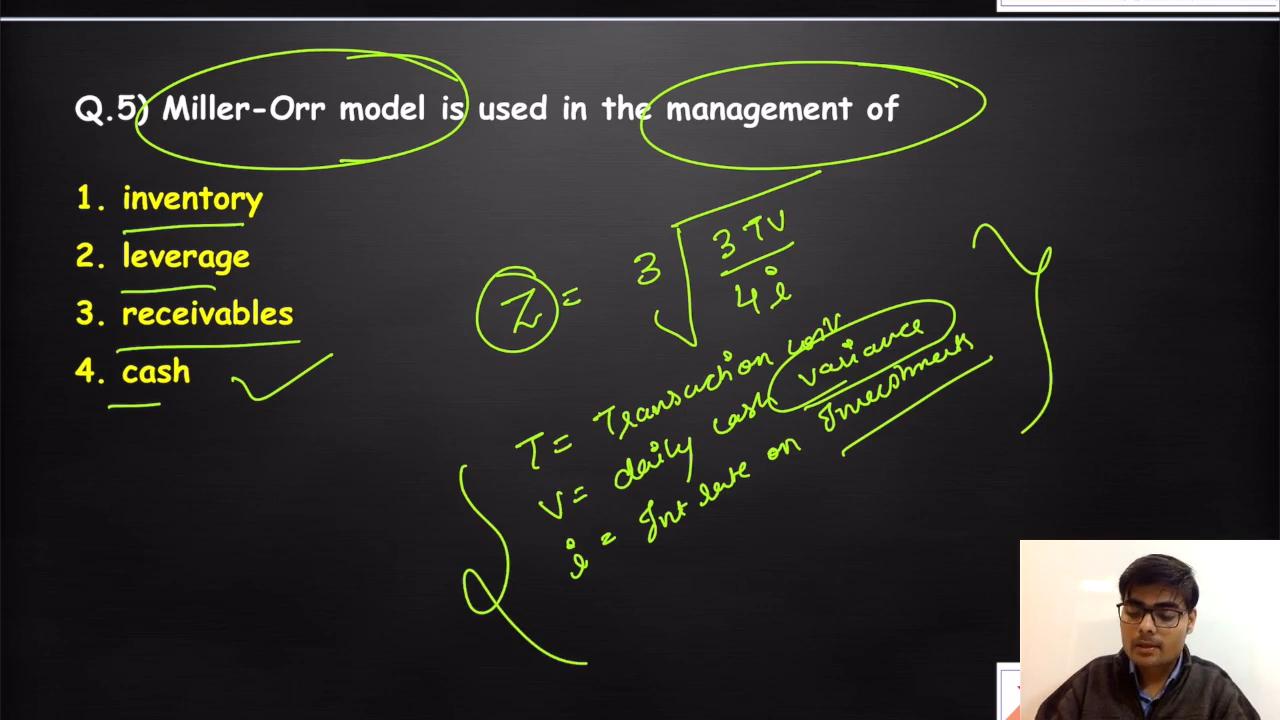 Q.5) Miller-Orr model is used in the management of
1. inventory
2. leverage
3. receivables
4. cash
Z = 3√ 3TV / 4i
T = Transaction cost
V = daily cash variance
i = Int rate on Investment